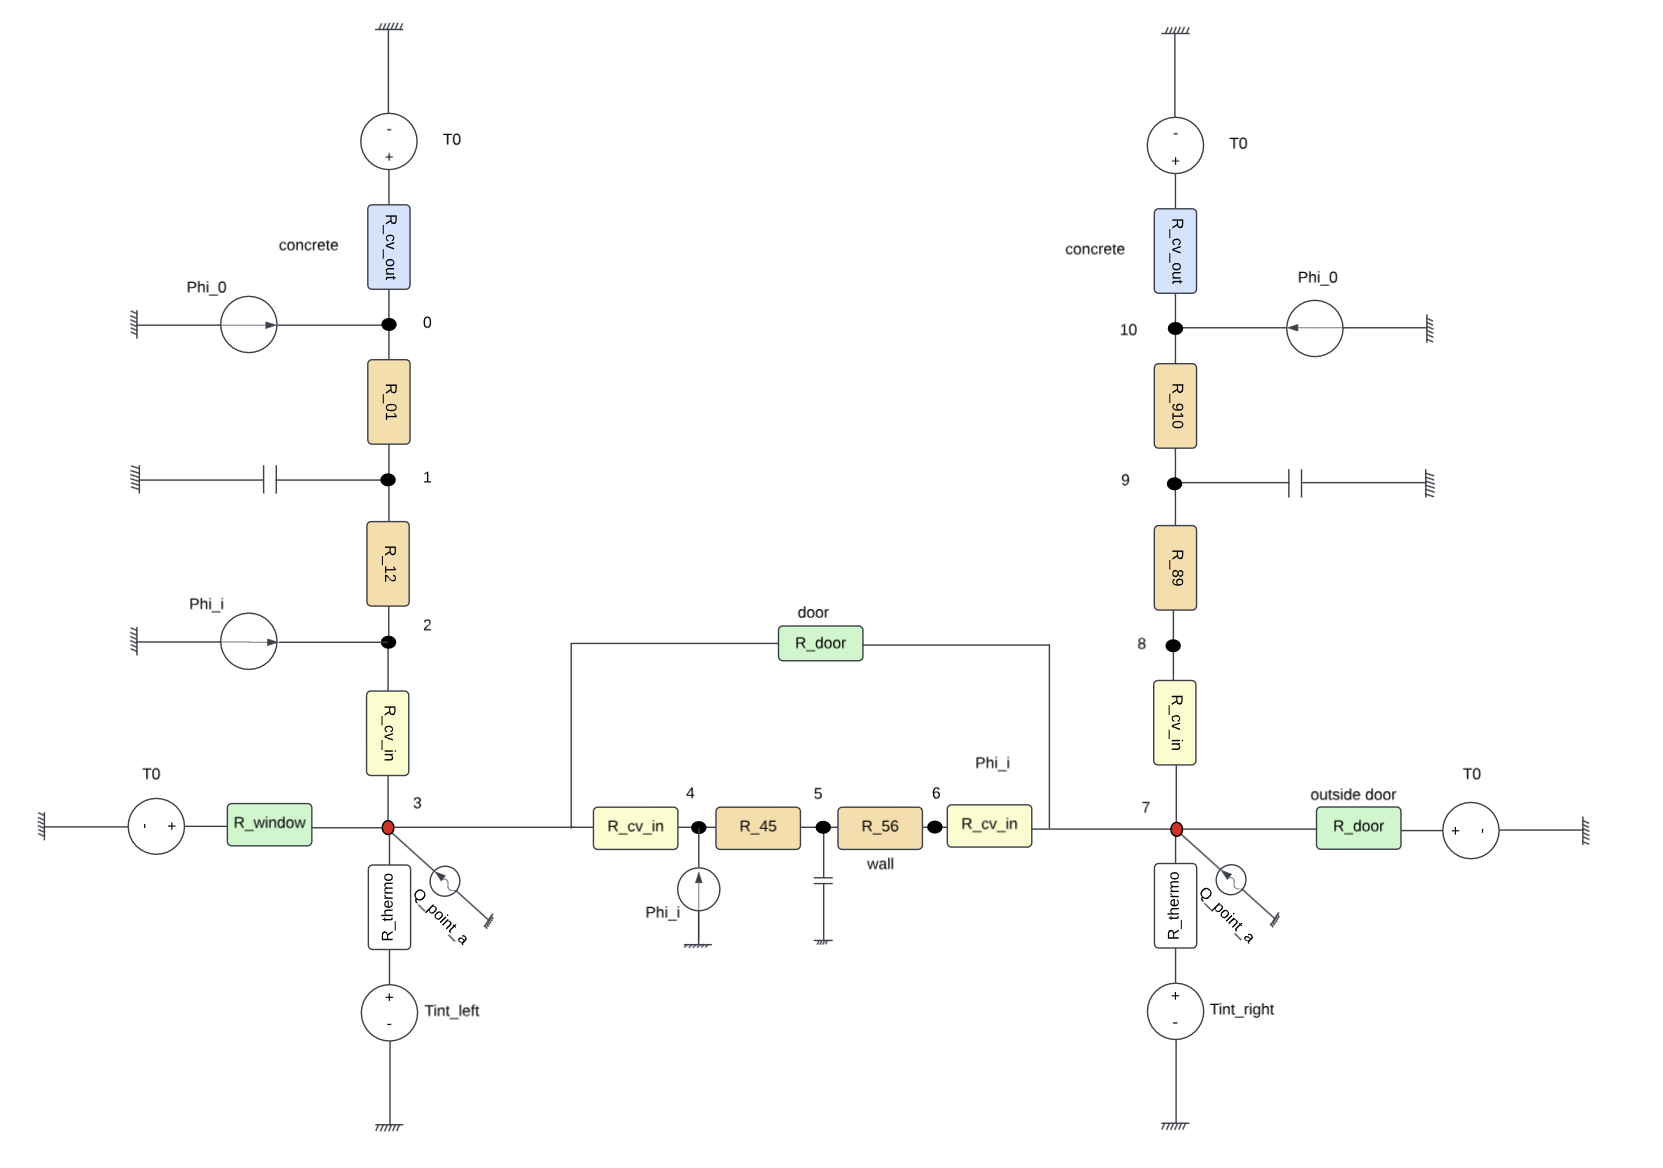 -
+
T0
-
+
T0
R_cv_out
concrete
R_cv_out
concrete
Phi_0
0
Phi_0
10
R_01
R_910
1
9
R_12
R_89
Phi_i
2
door
R_door
8
R_cv_in
R_cv_in
Phi_i
T0
- +
R_window
3
4
5
6
7
outside door
T0
R_cv_in
R_45
R_56
R_cv_in
R_door
+ -
wall
R_thermo
Q_point_a
Phi_i
R_thermo
Q_point_a
+
-
Tint_left
+
-
Tint_right